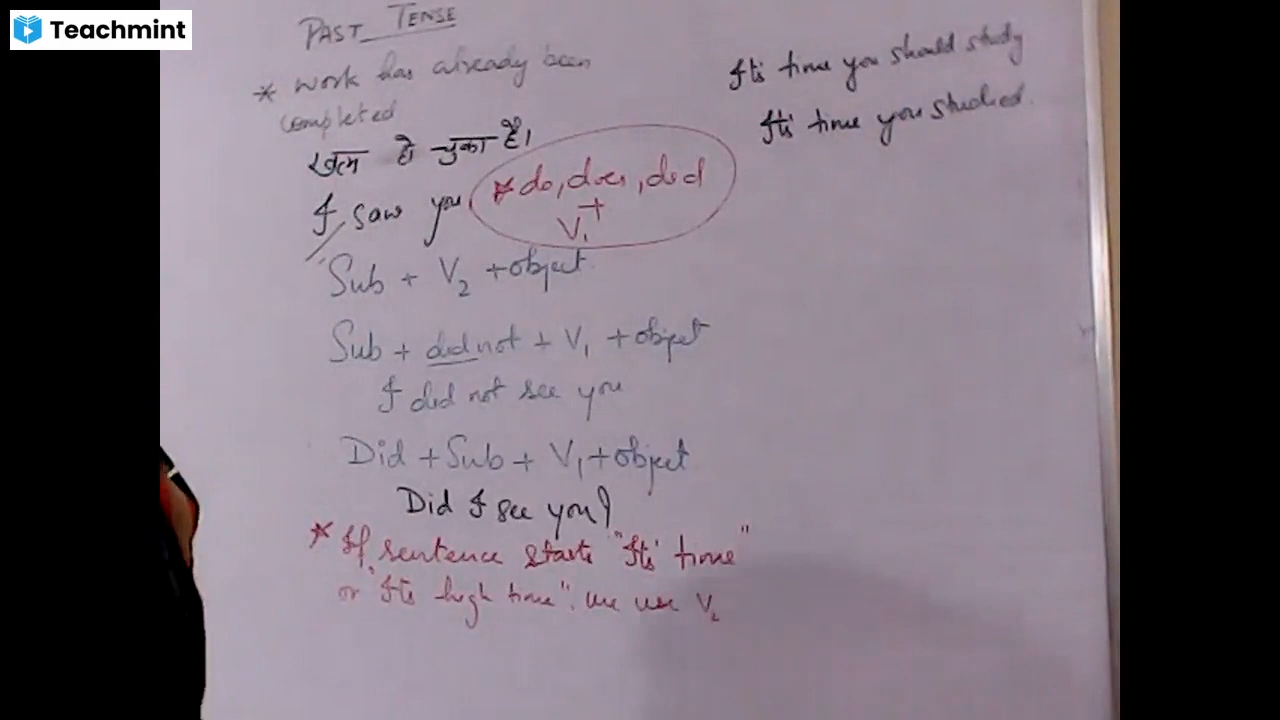 Teachmint
PAST TENSE
* work has already been
completed
खत्म हो चुका है।
I saw you
* do, does, did
+
V₁
Sub + V₂ + object
Sub + did not + V₁ + object
I did not see you
Did + Sub + V₁ + object
Did I see you?
* If sentence starts "It's time"
or "It's high time". we use V₂
It's time you should study
It's time you studied.